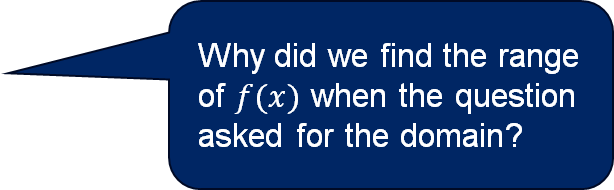 Why did we find the range
of 𝑓(𝑥) when the question
asked for the domain?